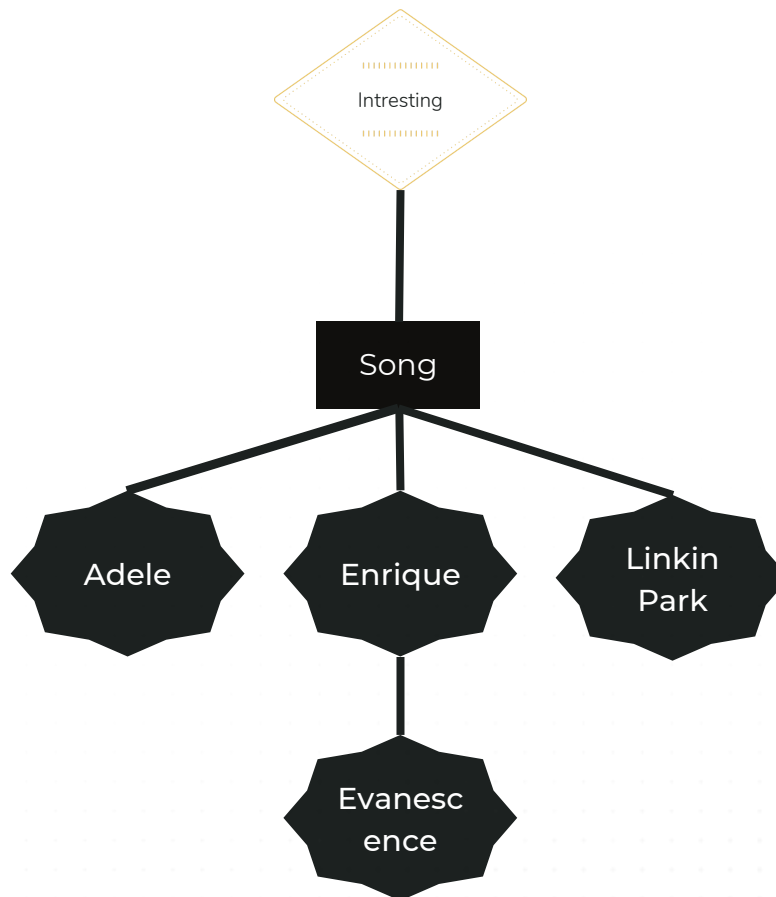 Intresting
Song
Adele
Enrique
Linkin
Park
Evanesc
ence